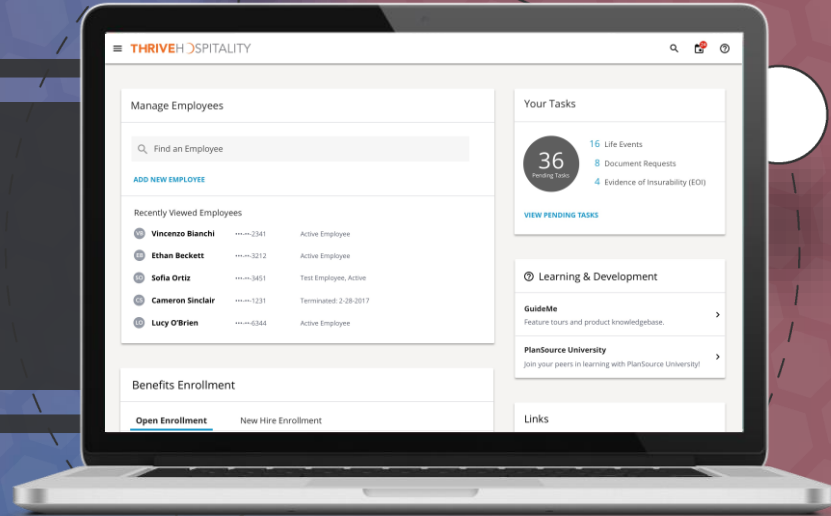 THRIVEHOSPITALITY
Manage Employees
Find an Employee
ADD NEW EMPLOYEE
Recently Viewed Employees
Vincenzo Bianchi •••-••-2341 Active Employee
Ethan Beckett •••-••-3212 Active Employee
Sofia Ortiz •••-••-3451 Test Employee, Active
Cameron Sinclair •••-••-1231 Terminated: 2-28-2017
Lucy O'Brien •••-••-6344 Active Employee
Benefits Enrollment
Open Enrollment New Hire Enrollment
Your Tasks
36
Pending Tasks
16 Life Events
8 Document Requests
4 Evidence of Insurability (EOI)
VIEW PENDING TASKS
Learning & Development
GuideMe
Feature tours and product knowledgebase.
PlanSource University
Join your peers in learning with PlanSource University!
Links